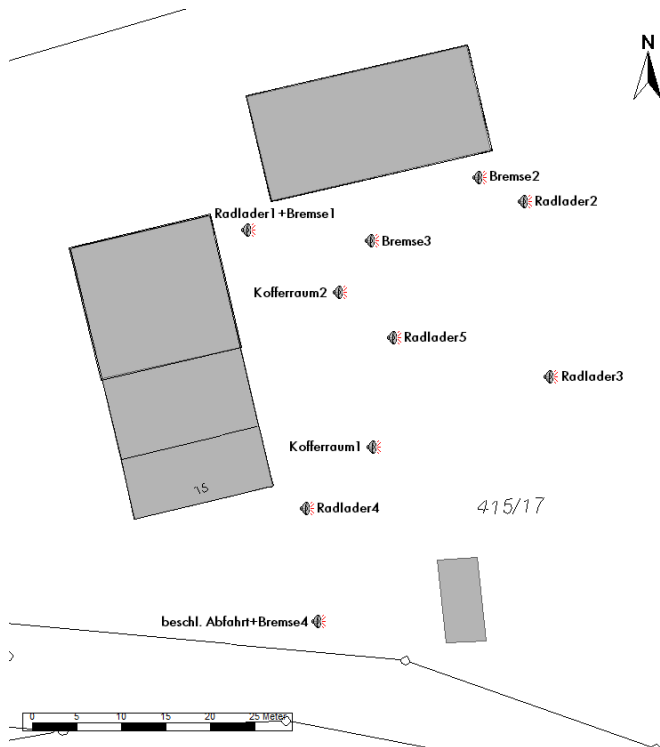 N
Bremse2
Radlader2
Radlader1+Bremse1
Bremse3
Kofferraum2
Radlader5
Radlader3
Kofferraum1
15
Radlader4
415/17
beschl. Abfahrt+Bremse4
0 5 10 15 20 25 Meter